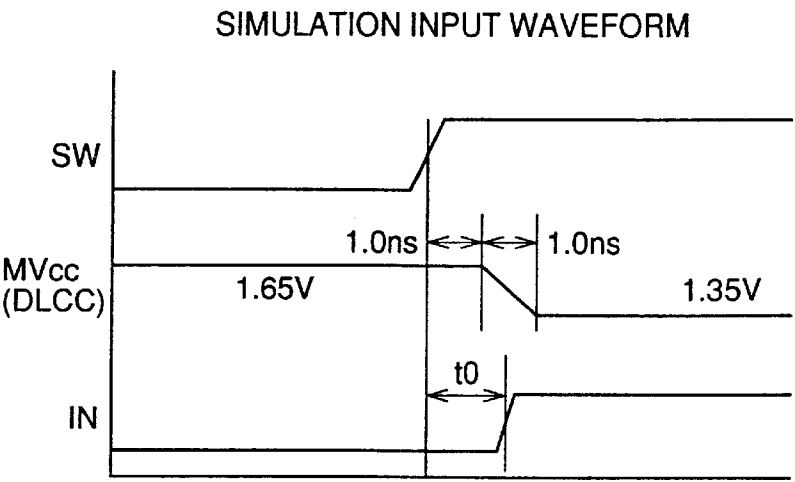 SIMULATION INPUT WAVEFORM
SW
1.0ns
1.0ns
MVcc
(DLCC)
1.65V
1.35V
t0
IN